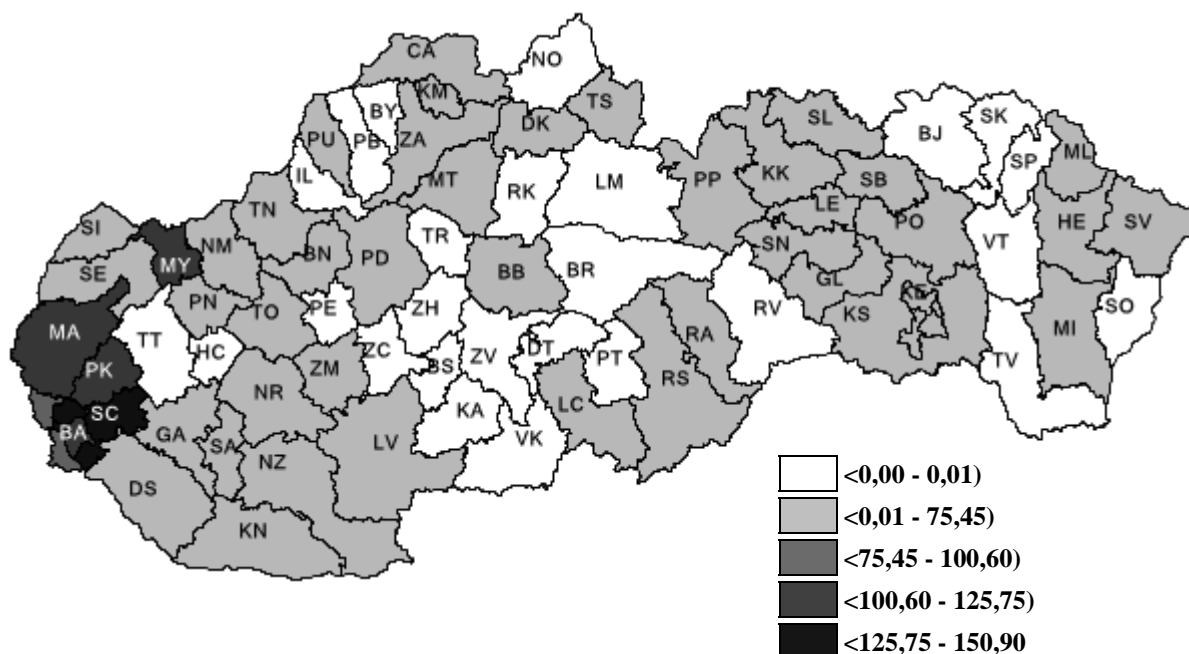 NO
CA
KM
TS
BY
SL
SK
PU
PB
ZA
DK
BJ
SP
ML
IL
MT
RK
LM
PP
KK
SB
LE
PO
HE
SV
SI
NM
TN
TR
BN
PD
SN
VT
SE
MY
BB
BR
GL
PN
TO
PE
ZH
RV
KS
SO
MA
TT
HC
ZM
ZC
BS
ZV
DT
PT
RA
MI
PK
NR
KA
RS
TV
SC
BA
GA
SA
NZ
LV
VK
LC
DS
KN
<0,00 - 0,01)
<0,01 - 75,45)
<75,45 - 100,60)
<100,60 - 125,75)
<125,75 - 150,90